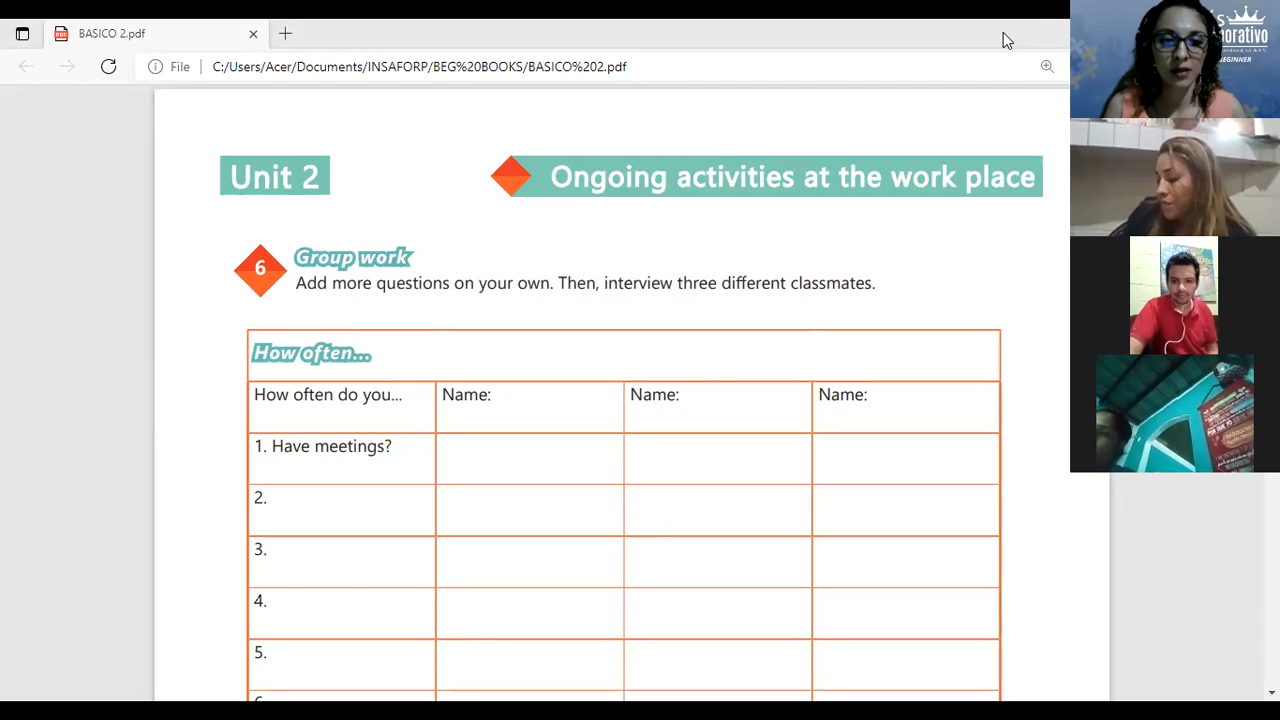 BASICO 2.pdf
File
C:/Users/Acer/Documents/INSAFORP/BEG%20BOOKS/BASICO%202.pdf
BEGINNER
Unit 2
Ongoing activities at the work place
6
Group work
Add more questions on your own. Then, interview three different classmates.
How often...
How often do you...
Name:
Name:
Name:
1. Have meetings?
2.
3.
4.
5.